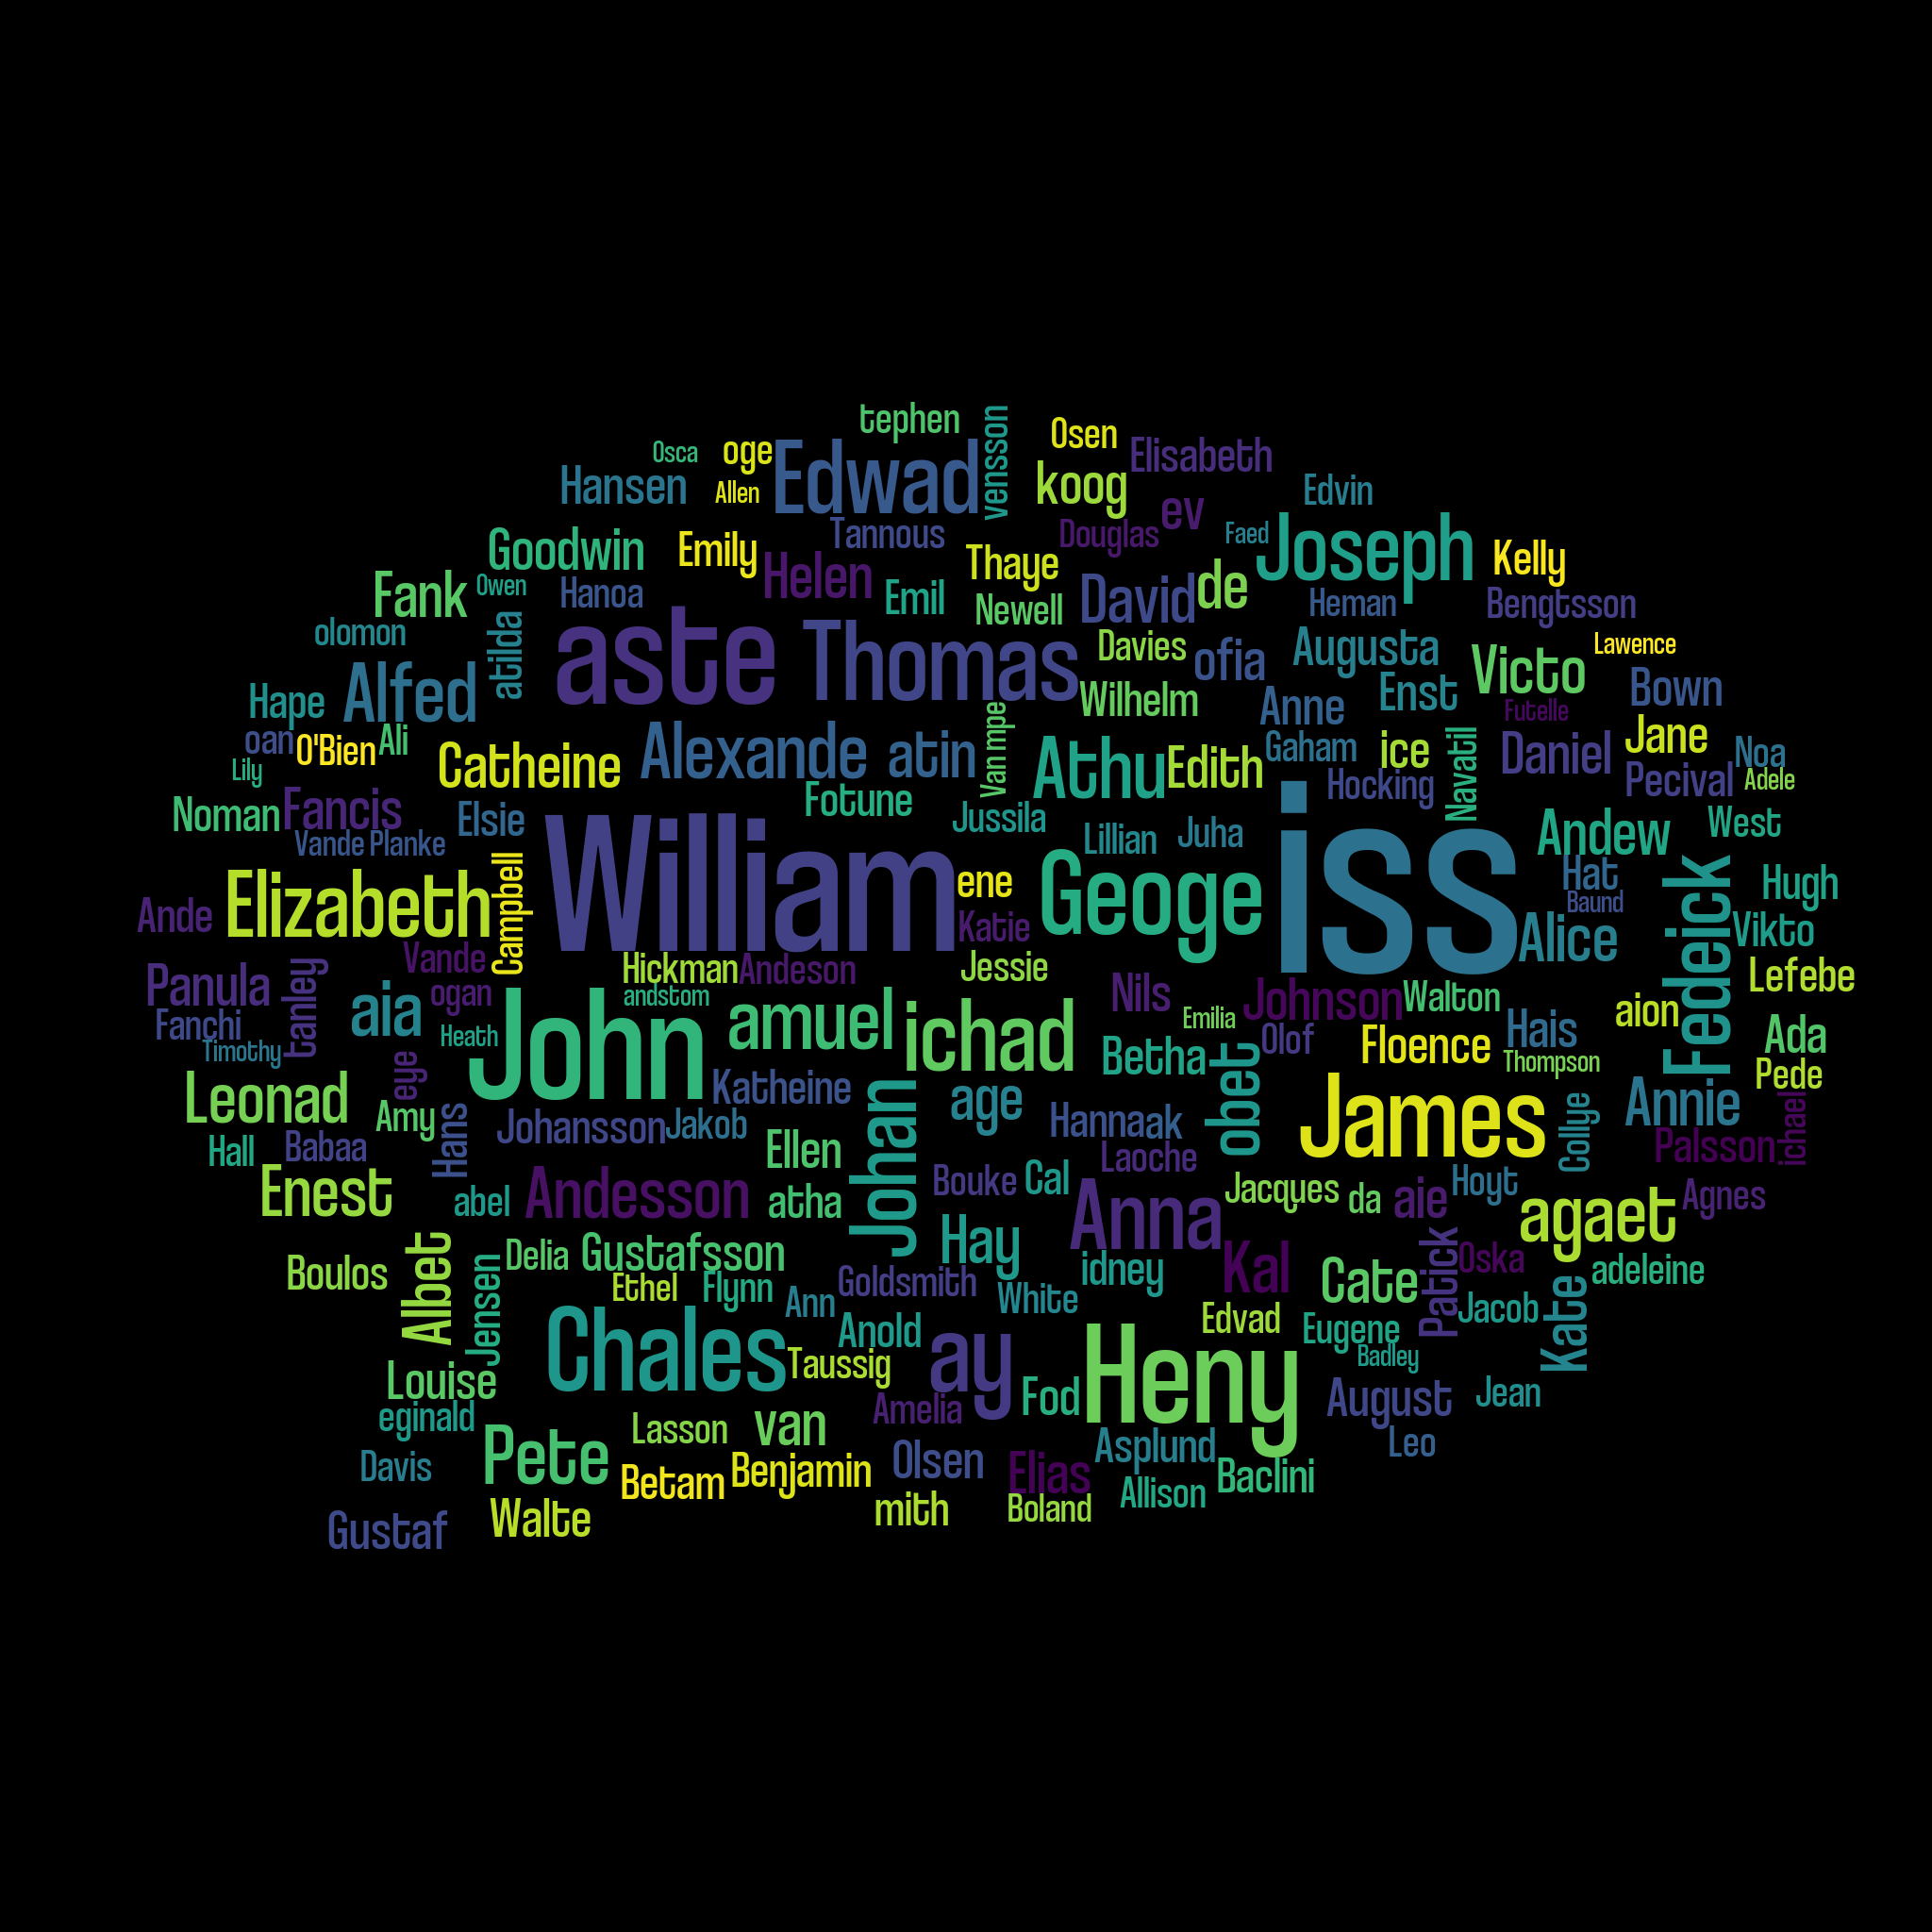 tephen
vensson
Osen
Osca
oge
Edwad
koog
Elisabeth
Hansen
Allen
ev
Edvin
Tannous
Douglas
Faed
Joseph
Goodwin
Emily
Helen
Thaye
Kelly
Fank
Owen
Hanoa
Emil
Newell
David
de
Heman
Bengtsson
olomon
atilda
aste
Thomas
Davies
ofia
Augusta
Victo
Lawence
Hape
Alfed
Wilhelm
Anne
Enst
Futelle
Bown
oan
O'Bien
Ali
Catheine
Alexande
atin
Van mpe
Athu
Edith
Gaham
ice
Navatil
Daniel
Jane
Noa
Lily
Hocking
Pecival
Adele
Noman
Fancis
Elsie
Fotune
Jussila
Lillian
Juha
iss
Andew
West
Vande Planke
Campbell
William
ene
Geoge
Hat
Baund
Fedeick
Hugh
Ande
Elizabeth
Katie
Alice
Vikto
Panula
tanley
Vande
Hickman
Andeson
Jessie
Nils
Johnson
Walton
Lefebe
Fanchi
aia
ogan
andstom
amuel
ichad
Emilia
Olof
Floence
Hais
aion
Ada
Timothy
Heath
John
Betha
obet
Thompson
Pede
Leonad
eye
Katheine
Johan
age
James
Annie
Amy
Hans
Johansson
Jakob
Hannaak
Collye
ichael
Hall
Babaa
Ellen
Laoche
Palsson
Enest
abel
Andesson
atha
Bouke
Cal
Anna
Jacques
da
aie
Hoyt
agaet
Agnes
Boulos
Albet
Delia
Gustafsson
Hay
idney
Kal
Cate
Patick
Oska
adeleine
Jensen
Ethel
Flynn
Ann
Goldsmith
White
Edvad
Eugene
Jacob
Kate
Chales
Anold
ay
Heny
Badley
Louise
Taussig
Fod
August
Jean
eginald
Lasson
van
Amelia
Leo
Davis
Pete
Betam
Benjamin
Olsen
Elias
Asplund
Baclini
Gustaf
Walte
mith
Boland
Allison